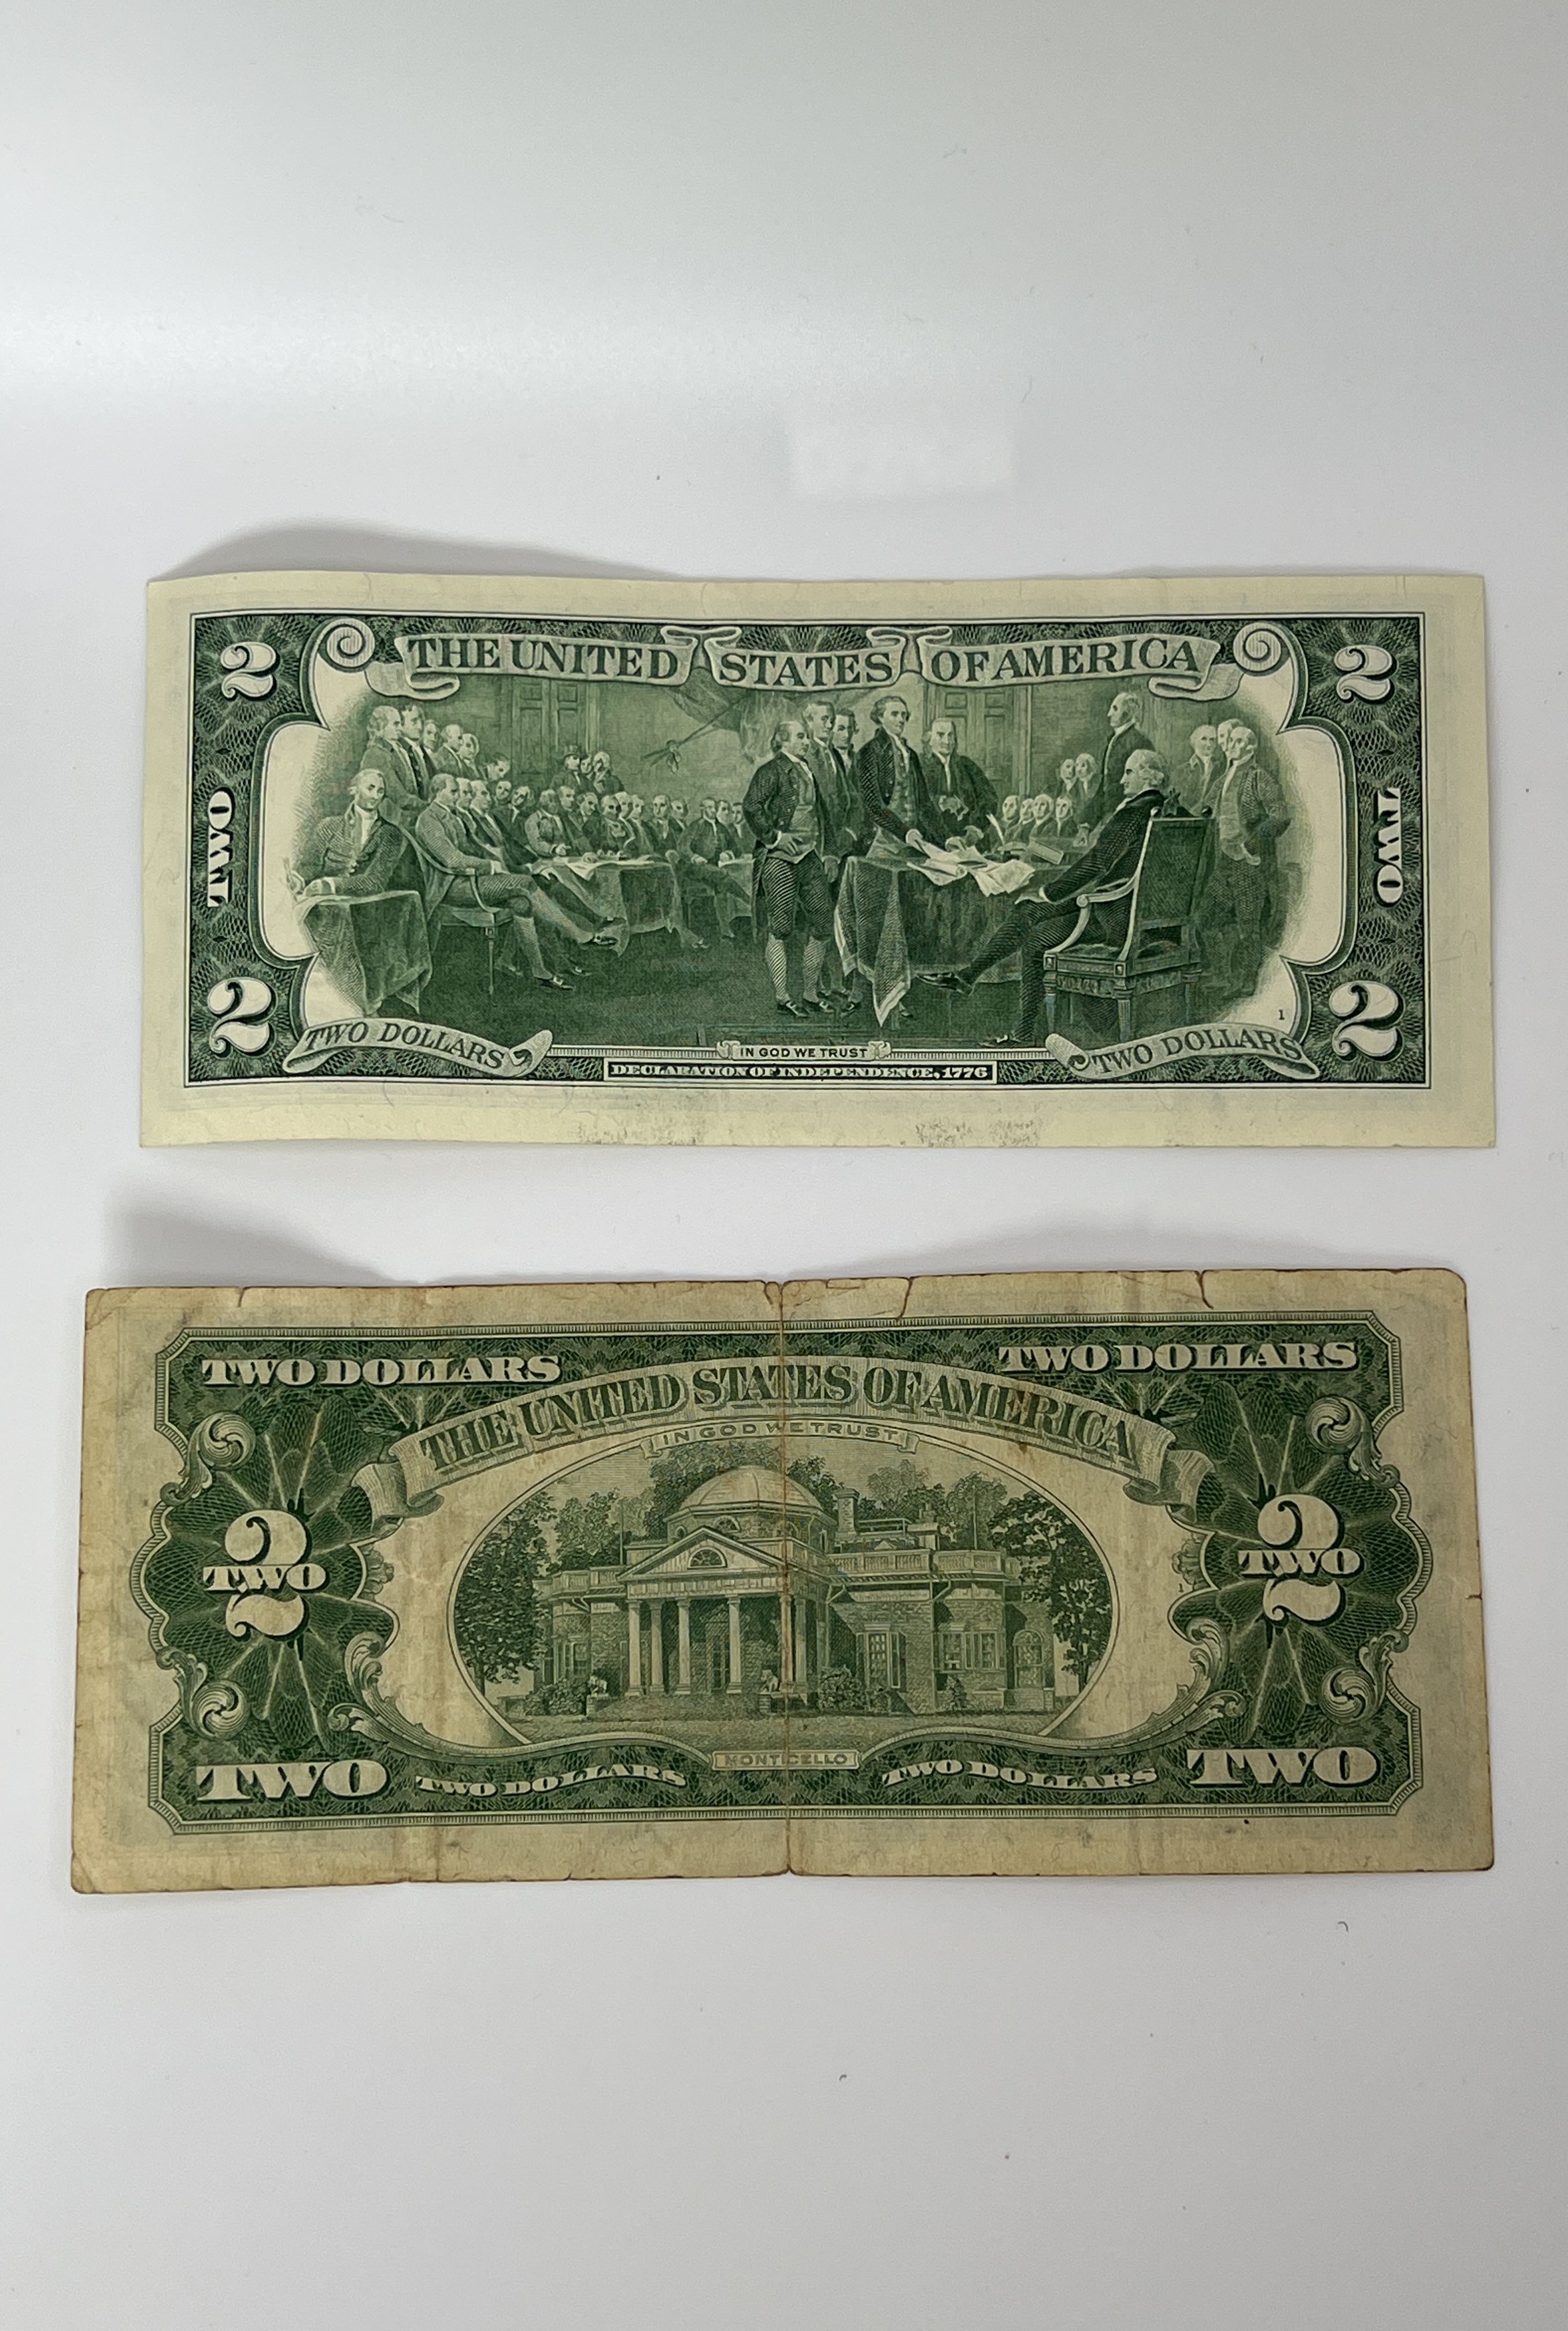 2 THE UNITED STATES OF AMERICA 2
TWO TWO
2 TWO DOLLARS IN GOD WE TRUST TWO DOLLARS 2
1
DECLARATION OF INDEPENDENCE, 1776
TWO DOLLARS TWO DOLLARS
THE UNITED STATES OF AMERICA
IN GOD WE TRUST
2 2
TWO TWO
1
MONTICELLO
TWO TWO DOLLARS TWO DOLLARS TWO